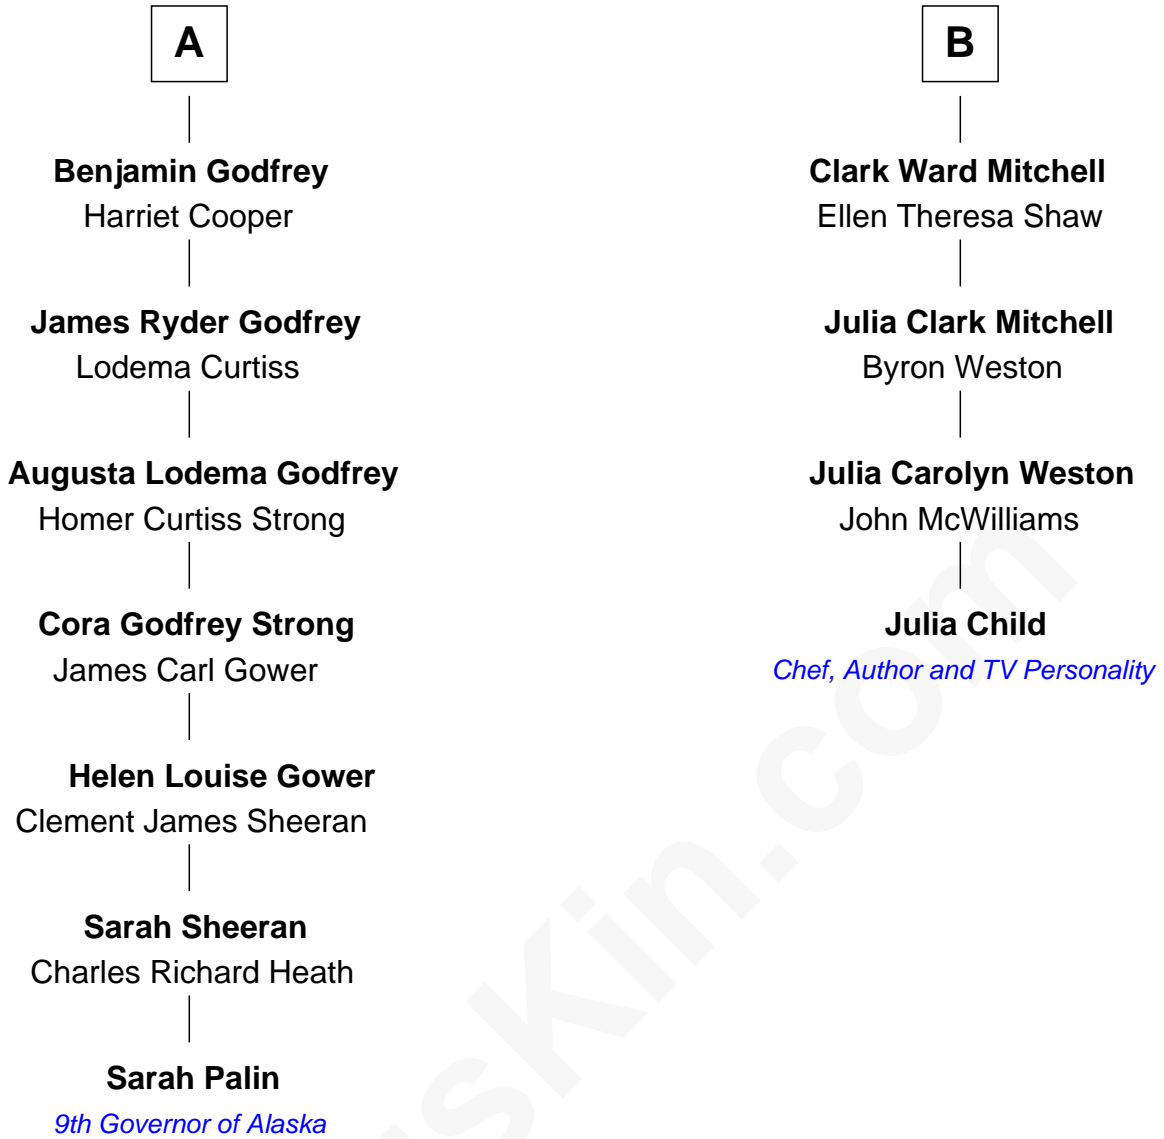 A
Benjamin Godfrey
Harriet Cooper
James Ryder Godfrey
Lodema Curtiss
Augusta Lodema Godfrey
Homer Curtiss Strong
Cora Godfrey Strong
James Carl Gower
Helen Louise Gower
Clement James Sheeran
Sarah Sheeran
Charles Richard Heath
Sarah Palin
9th Governor of Alaska
B
Clark Ward Mitchell
Ellen Theresa Shaw
Julia Clark Mitchell
Byron Weston
Julia Carolyn Weston
John McWilliams
Julia Child
Chef, Author and TV Personality